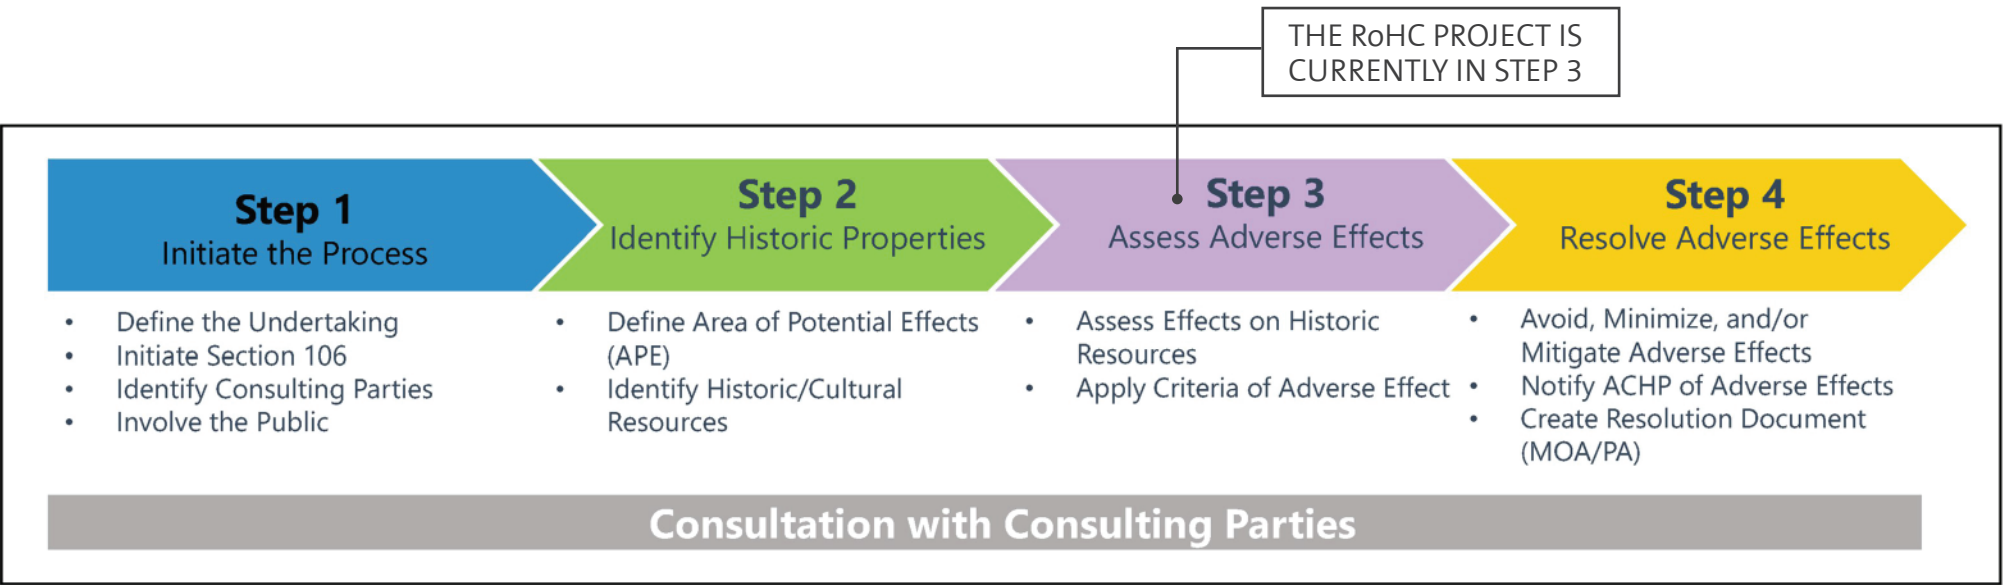 THE RoHC PROJECT IS
CURRENTLY IN STEP 3
Step 1
Initiate the Process
• Define the Undertaking
• Initiate Section 106
• Identify Consulting Parties
• Involve the Public
Step 2
Identify Historic Properties
• Define Area of Potential Effects
(APE)
• Identify Historic/Cultural
Resources
Step 3
Assess Adverse Effects
• Assess Effects on Historic
Resources
• Apply Criteria of Adverse Effect
Step 4
Resolve Adverse Effects
• Avoid, Minimize, and/or
Mitigate Adverse Effects
• Notify ACHP of Adverse Effects
• Create Resolution Document
(MOA/PA)
Consultation with Consulting Parties